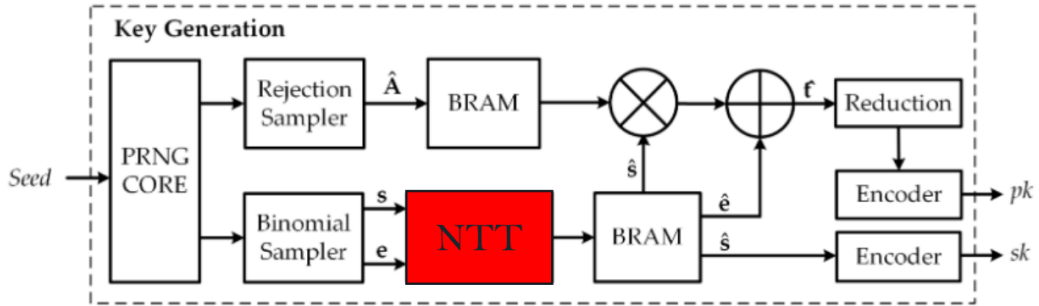 Key Generation
Seed
PRNG
CORE
Rejection
Sampler
Â
BRAM
ŝ
t̂
Reduction
Encoder
pk
Binomial
Sampler
s
e
NTT
BRAM
ê
ŝ
Encoder
sk